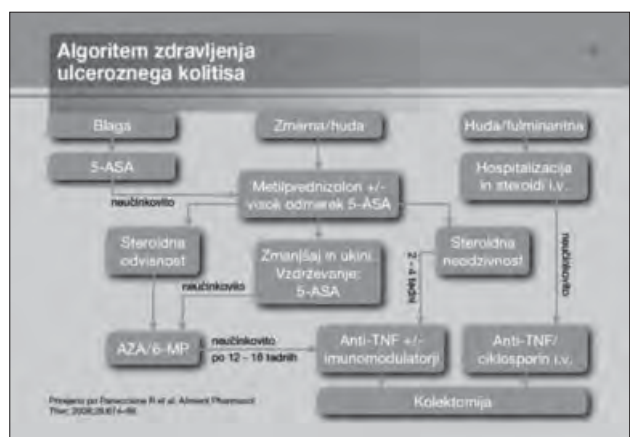 Algoritem zdravljenja
ulceroznega kolitisa
Blaga
Zmerna/huda
Huda/fulminantna
5-ASA
Hospitalizacija
in steroidi i.v.
Metilprednizolon +/-
visok odmerek 5-ASA
neučinkovito
Steroidna
odvisnost
Zmanjšaj in ukini.
Vzdrževanje:
5-ASA
2 - 4 tedni
Steroidna
neodzivnost
neučinkovito
neučinkovito
AZA/6-MP
neučinkovito
po 12 - 16 tednih
Anti-TNF +/-
imunomodulatorji
Anti-TNF/
ciklosporin i.v.
Kolektomija
Prirejeno po Panaccione R et al. Aliment Pharmacol
Ther. 2008;28:674-88.